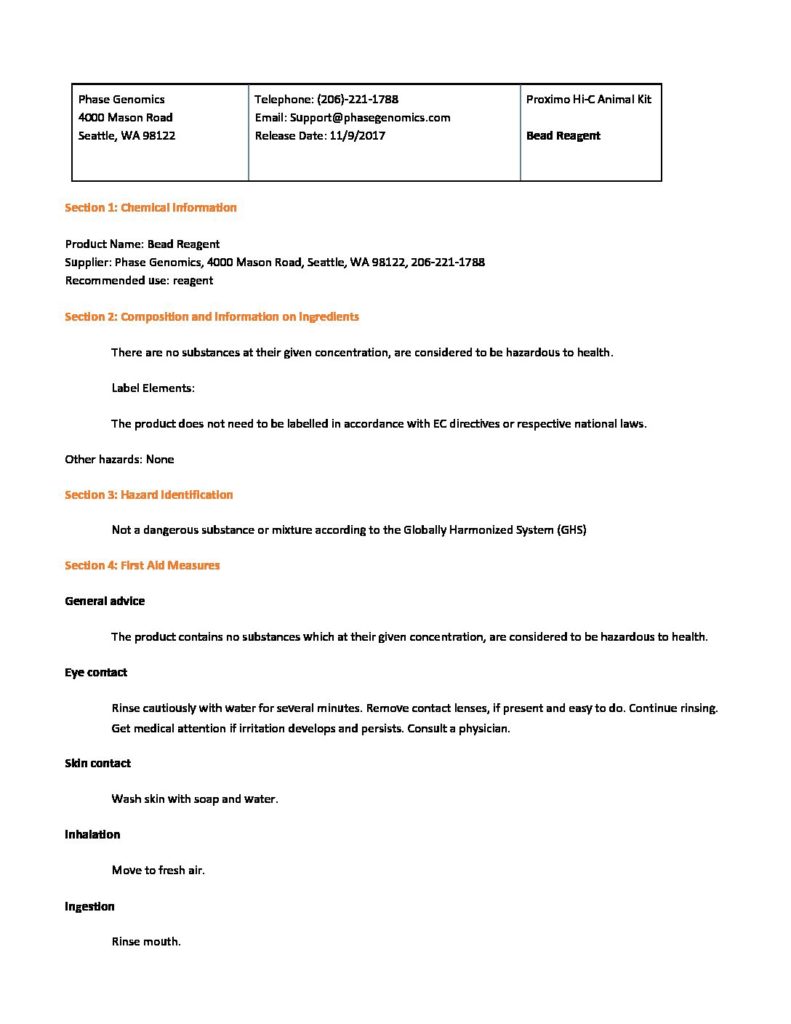 Phase Genomics
4000 Mason Road
Seattle, WA 98122
Telephone: (206)-221-1788
Email: Support@phasegenomics.com
Release Date: 11/9/2017
Proximo Hi-C Animal Kit
Bead Reagent
Section 1: Chemical Information
Product Name: Bead Reagent
Supplier: Phase Genomics, 4000 Mason Road, Seattle, WA 98122, 206-221-1788
Recommended use: reagent
Section 2: Composition and Information on Ingredients
There are no substances at their given concentration, are considered to be hazardous to health.
Label Elements:
The product does not need to be labelled in accordance with EC directives or respective national laws.
Other hazards: None
Section 3: Hazard Identification
Not a dangerous substance or mixture according to the Globally Harmonized System (GHS)
Section 4: First Aid Measures
General advice
The product contains no substances which at their given concentration, are considered to be hazardous to health.
Eye contact
Rinse cautiously with water for several minutes. Remove contact lenses, if present and easy to do. Continue rinsing.
Get medical attention if irritation develops and persists. Consult a physician.
Skin contact
Wash skin with soap and water.
Inhalation
Move to fresh air.
Ingestion
Rinse mouth.